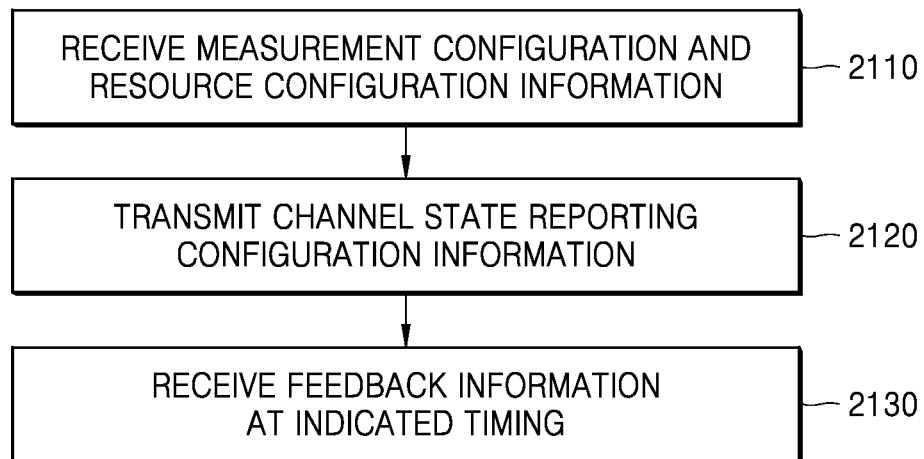 RECEIVE MEASUREMENT CONFIGURATION AND
RESOURCE CONFIGURATION INFORMATION
2110
TRANSMIT CHANNEL STATE REPORTING
CONFIGURATION INFORMATION
2120
RECEIVE FEEDBACK INFORMATION
AT INDICATED TIMING
2130